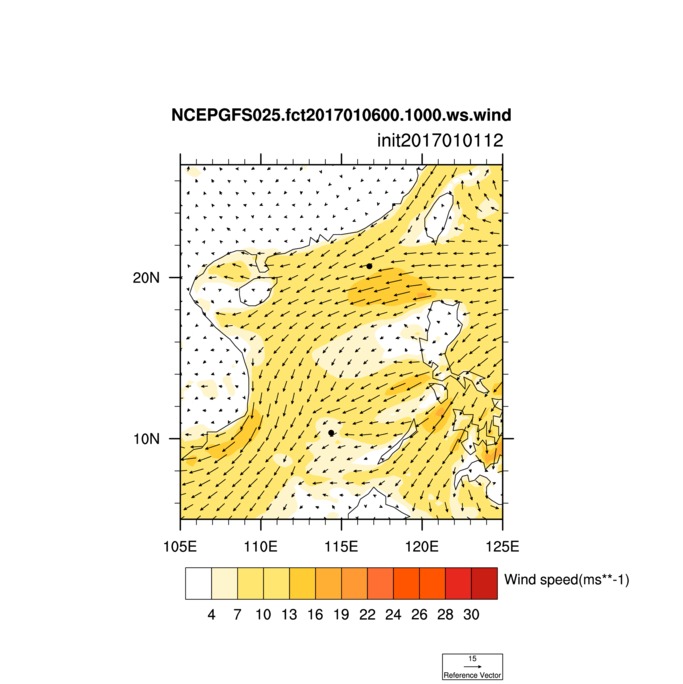 NCEPGFS025.fct2017010600.1000.ws.wind
init2017010112
20N
10N
105E 110E 115E 120E 125E
Wind speed(ms**-1)
4 7 10 13 16 19 22 24 26 28 30
15
Reference Vector